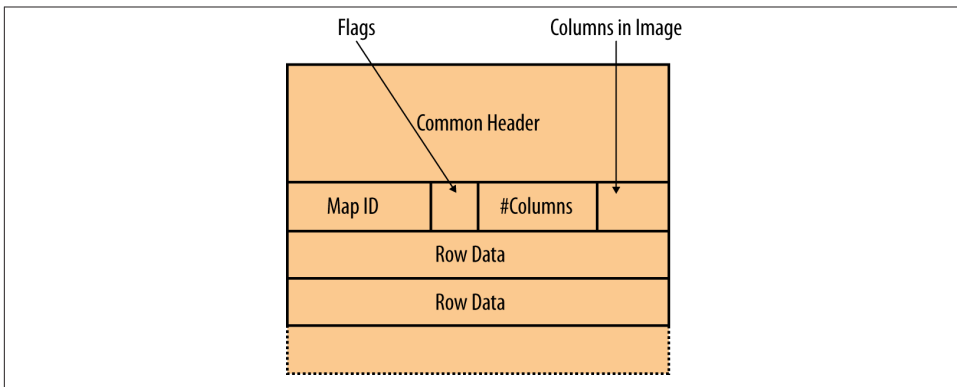 Flags
Columns in Image
Common Header
Map ID
#Columns
Row Data
Row Data